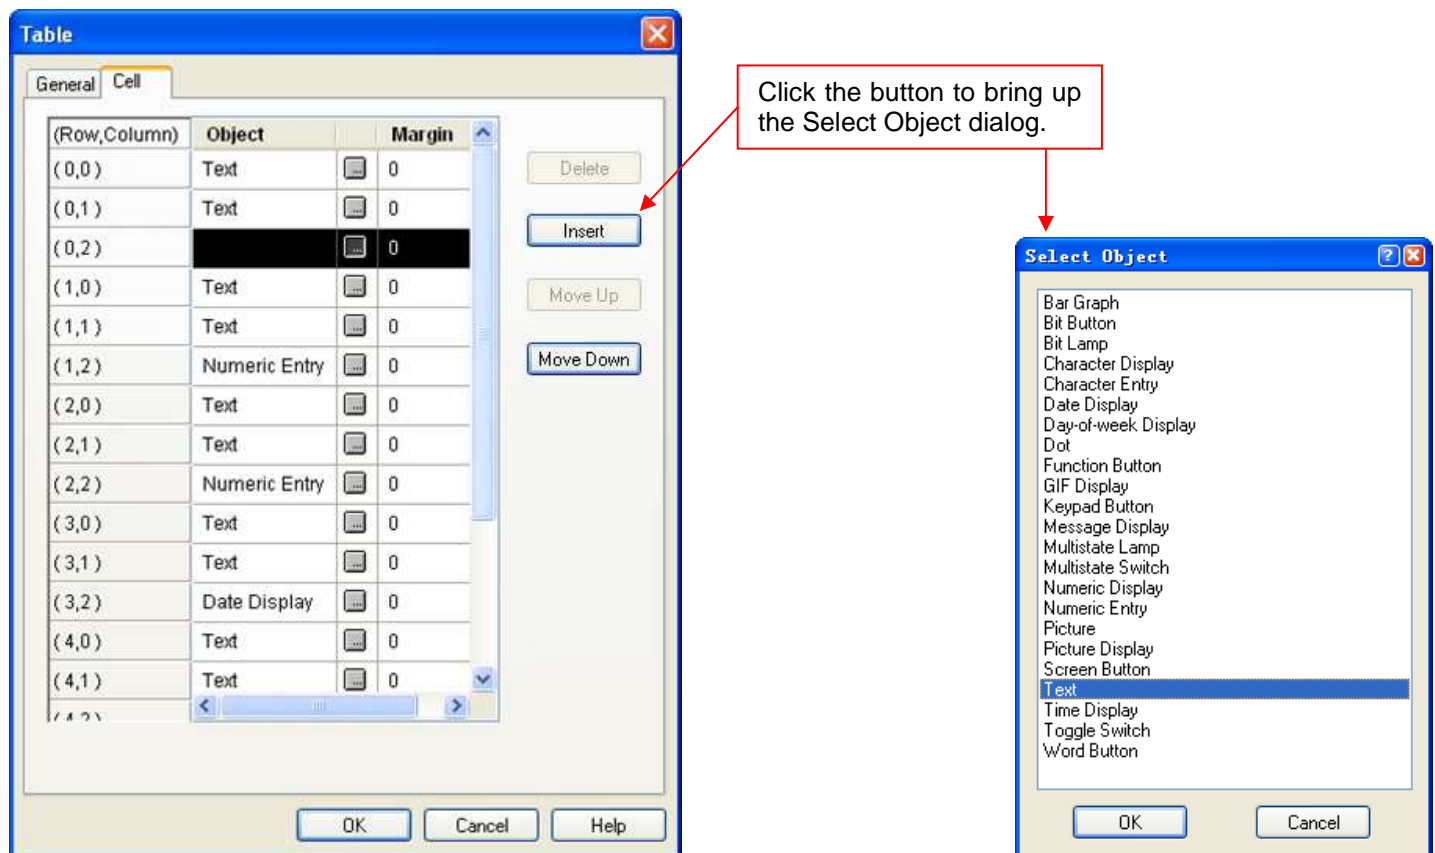 Table
General Cell
(Row,Column) Object Margin
( 0,0 ) Text ... 0
( 0,1 ) Text ... 0
( 0,2 ) ... 0
( 1,0 ) Text ... 0
( 1,1 ) Text ... 0
( 1,2 ) Numeric Entry ... 0
( 2,0 ) Text ... 0
( 2,1 ) Text ... 0
( 2,2 ) Numeric Entry ... 0
( 3,0 ) Text ... 0
( 3,1 ) Text ... 0
( 3,2 ) Date Display ... 0
( 4,0 ) Text ... 0
( 4,1 ) Text ... 0
Delete
Insert
Move Up
Move Down
OK Cancel Help
Click the button to bring up
the Select Object dialog.
Select Object
Bar Graph
Bit Button
Bit Lamp
Character Display
Character Entry
Date Display
Day-of-week Display
Dot
Function Button
GIF Display
Keypad Button
Message Display
Multistate Lamp
Multistate Switch
Numeric Display
Numeric Entry
Picture
Picture Display
Screen Button
Text
Time Display
Toggle Switch
Word Button
OK Cancel